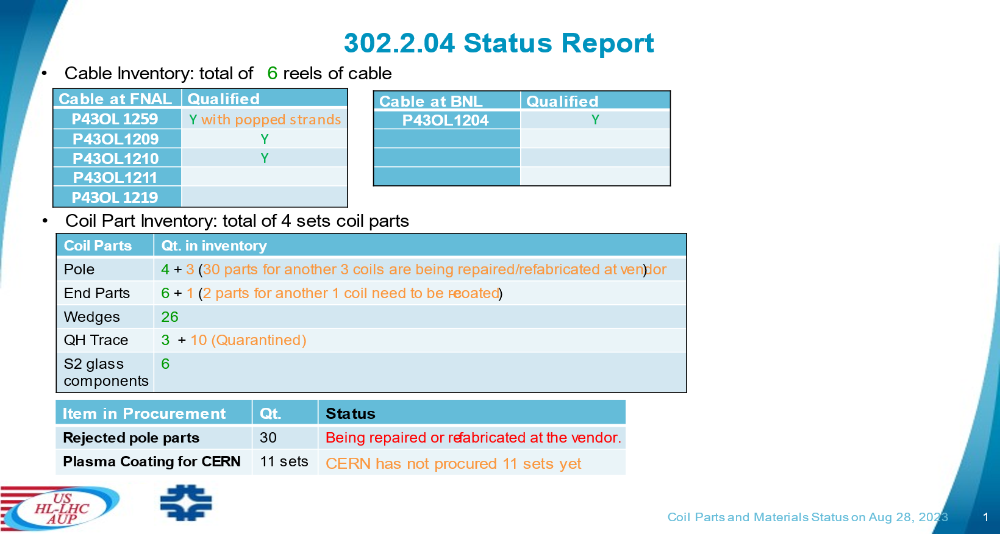 302.2.04 Status Report
• Cable Inventory: total of 6 reels of cable
Cable at FNAL Qualified
P43OL1259 Y with popped strands
P43OL1209 Y
P43OL1210 Y
P43OL1211
P43OL1219
Cable at BNL Qualified
P43OL1204 Y
• Coil Part Inventory: total of 4 sets coil parts
Coil Parts Qt. in inventory
Pole 4 + 3 (30 parts for another 3 coils are being repaired/refabricated at vendor)
End Parts 6 + 1 (2 parts for another 1 coil need to be re-coated)
Wedges 26
QH Trace 3 + 10 (Quarantined)
S2 glass 6
components
Item in Procurement Qt. Status
Rejected pole parts 30 Being repaired or re-fabricated at the vendor.
Plasma Coating for CERN 11 sets CERN has not procured 11 sets yet
US
HL-LHC
AUP
Coil Parts and Materials Status on Aug 28, 2023 1